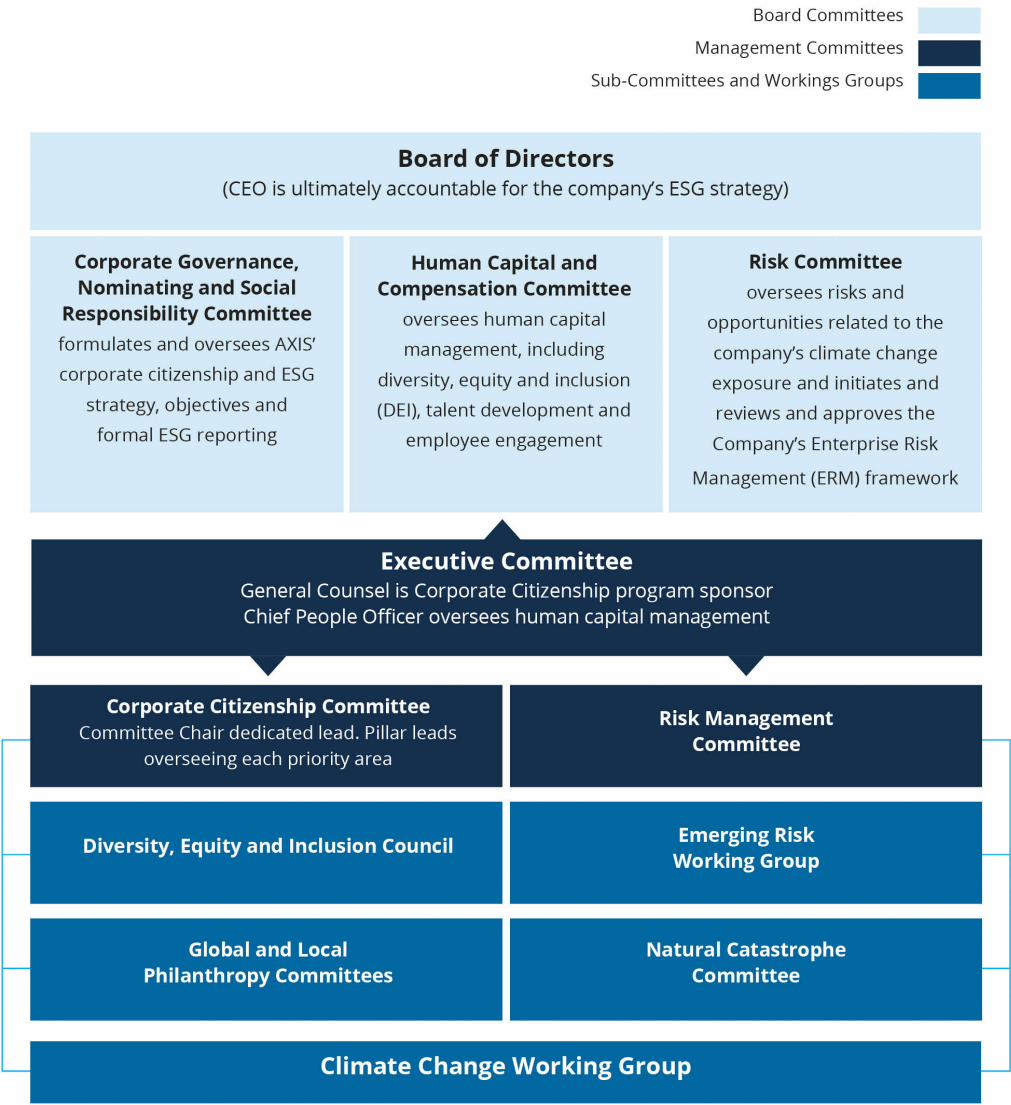 Board Committees
Management Committees
Sub-Committees and Workings Groups
Board of Directors
(CEO is ultimately accountable for the company’s ESG strategy)
Corporate Governance,
Nominating and Social
Responsibility Committee
formulates and oversees AXIS’
corporate citizenship and ESG
strategy, objectives and
formal ESG reporting
Human Capital and
Compensation Committee
oversees human capital
management, including
diversity, equity and inclusion
(DEI), talent development and
employee engagement
Risk Committee
oversees risks and
opportunities related to the
company’s climate change
exposure and initiates and
reviews and approves the
Company’s Enterprise Risk
Management (ERM) framework
Executive Committee
General Counsel is Corporate Citizenship program sponsor
Chief People Officer oversees human capital management
Corporate Citizenship Committee
Committee Chair dedicated lead. Pillar leads
overseeing each priority area
Risk Management
Committee
Diversity, Equity and Inclusion Council
Emerging Risk
Working Group
Global and Local
Philanthropy Committees
Natural Catastrophe
Committee
Climate Change Working Group